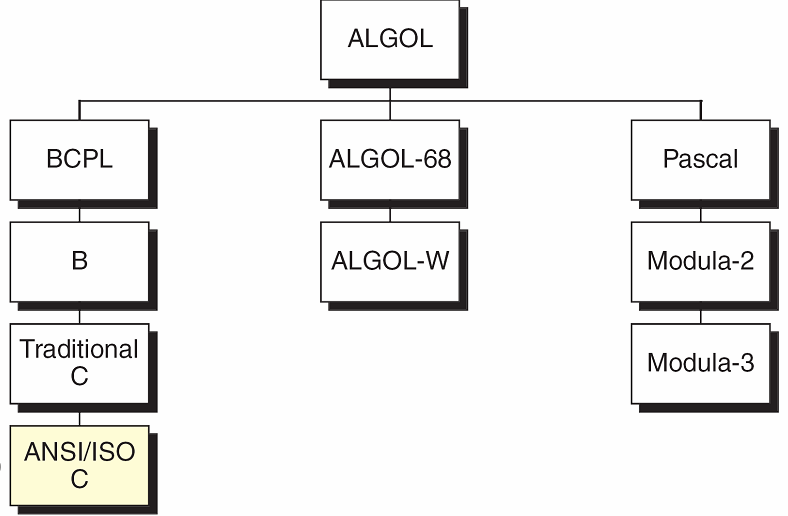 ALGOL
BCPL
ALGOL-68
Pascal
B
ALGOL-W
Modula-2
Traditional
C
Modula-3
ANSI/ISO
C